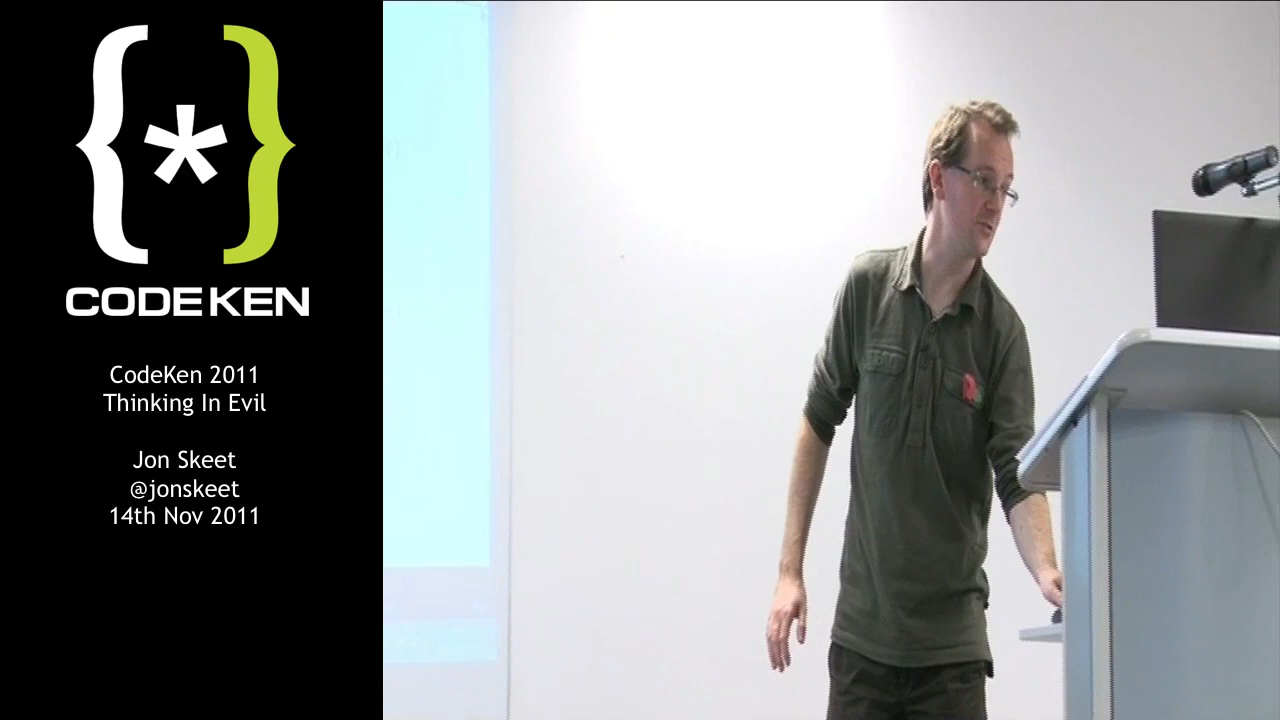 {*}
CODEKEN
CodeKen 2011
Thinking In Evil
Jon Skeet
@jonskeet
14th Nov 2011